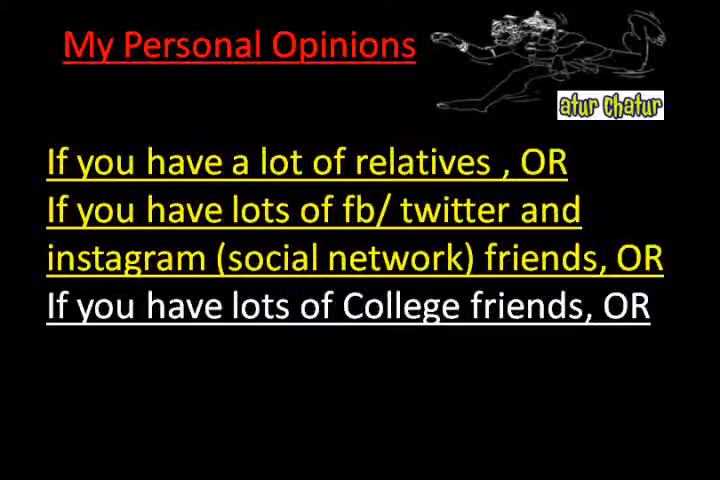 My Personal Opinions
atur chatur
If you have a lot of relatives , OR
If you have lots of fb/ twitter and
instagram (social network) friends, OR
If you have lots of College friends, OR